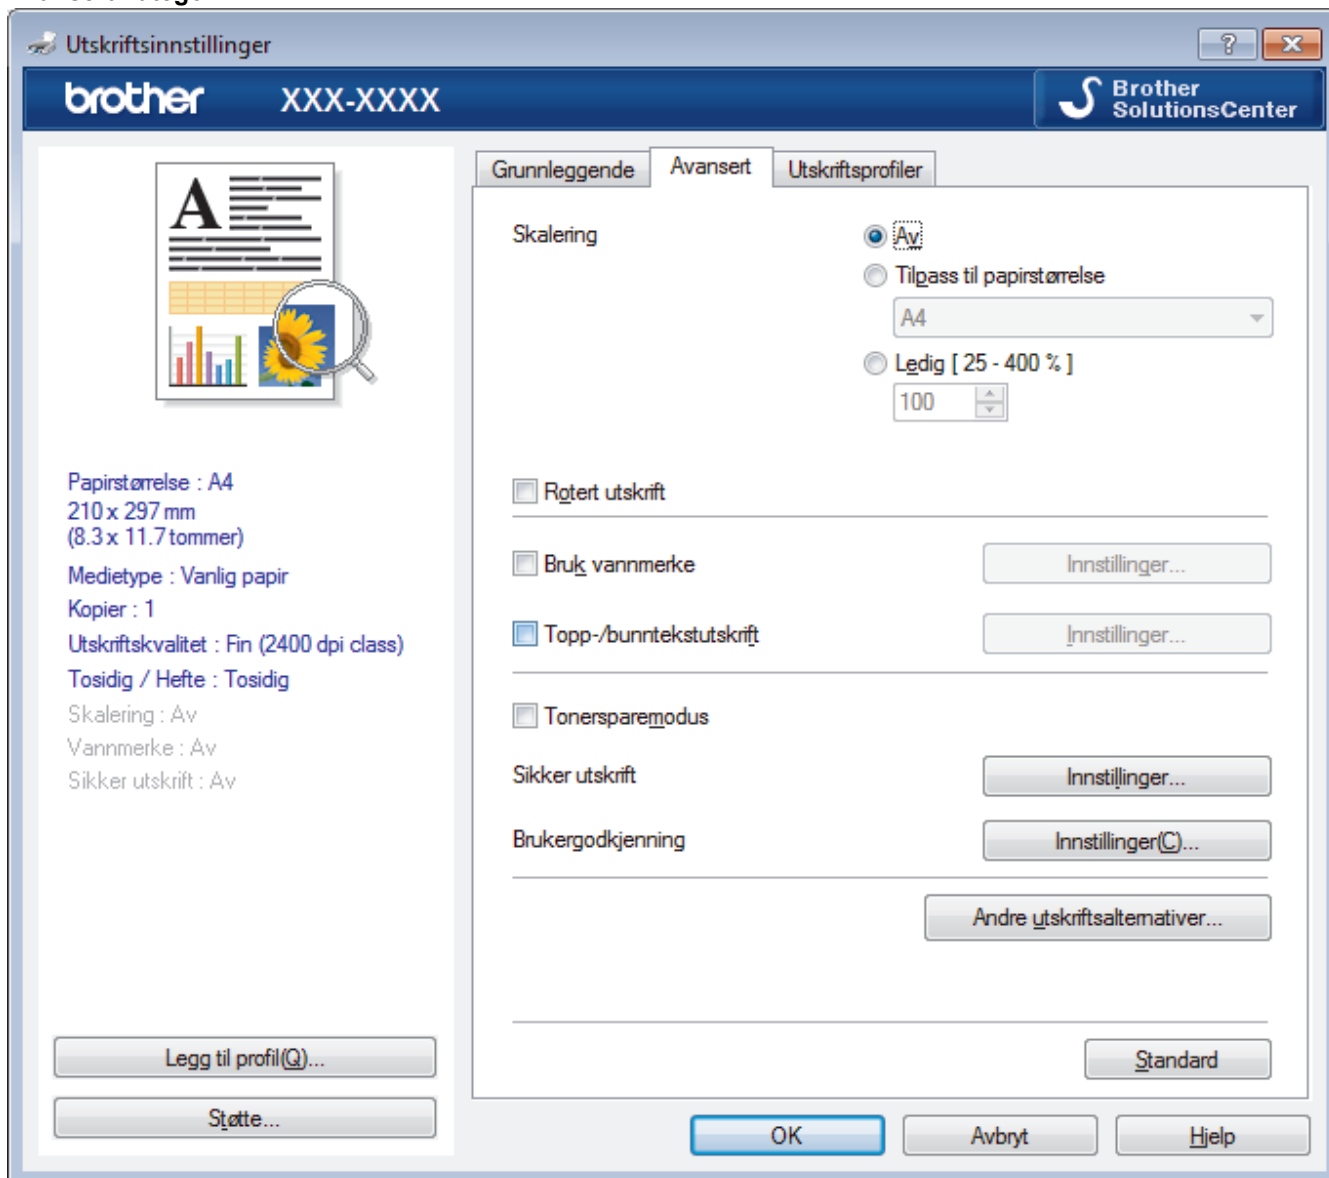 Utskriftsinnstillinger
brother XXX-XXXX
Brother
SolutionsCenter
Grunnleggende Avansert Utskriftsprofiler
A
Skalering Av
Tilpass til papirstørrelse
A4
Ledig [ 25 - 400 % ]
100
Papirstørrelse : A4
210 x 297 mm
(8.3 x 11.7 tommer)
Medietype : Vanlig papir
Kopier : 1
Utskriftskvalitet : Fin (2400 dpi class)
Tosidig / Hefte : Tosidig
Skalering : Av
Vannmerke : Av
Sikker utskrift : Av
Rotert utskrift
Bruk vannmerke Innstillinger...
Topp-/bunntekstutskrift Innstillinger...
Tonersparemodus
Sikker utskrift Innstillinger...
Brukergodkjenning Innstillinger(C)...
Andre utskriftsalternativer...
Legg til profil(Q)...
Standard
Støtte...
OK Avbryt Hjelp